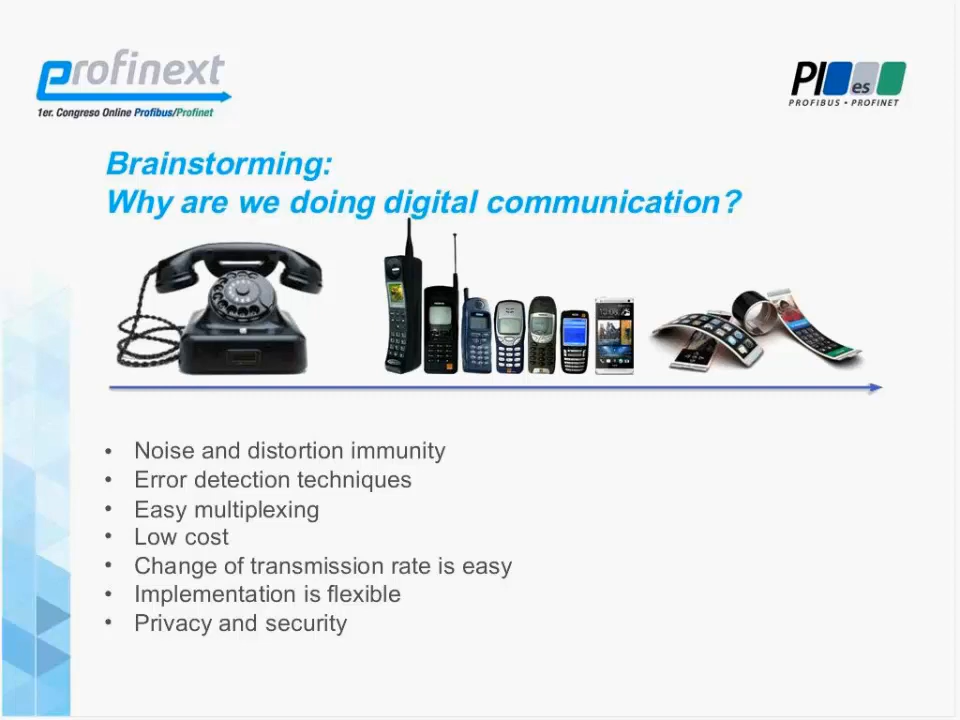 profinext
1er. Congreso Online Profibus/Profinet
PI es
PROFIBUS • PROFINET
Brainstorming:
Why are we doing digital communication?
• Noise and distortion immunity
• Error detection techniques
• Easy multiplexing
• Low cost
• Change of transmission rate is easy
• Implementation is flexible
• Privacy and security